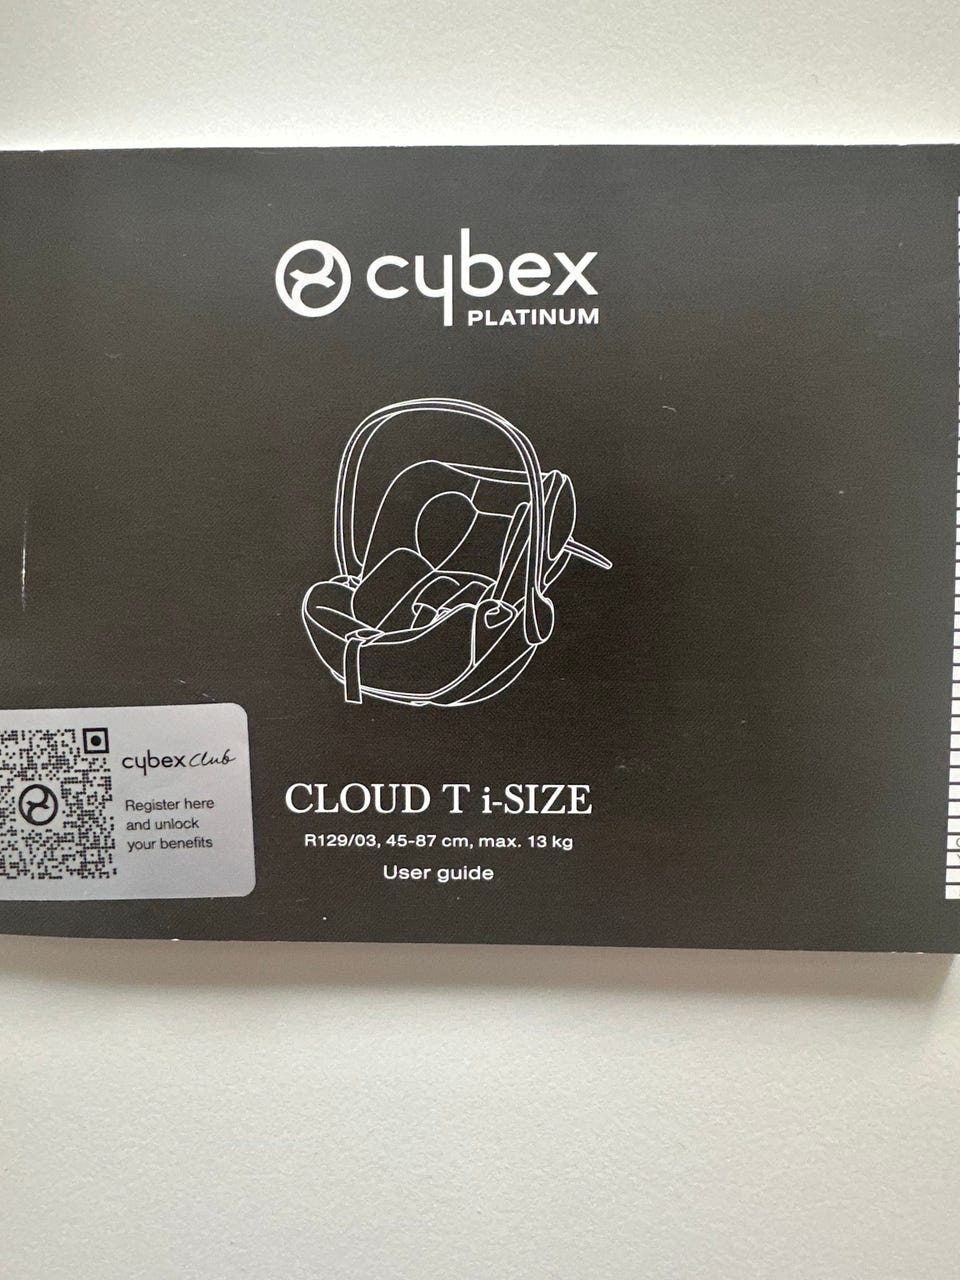 cybex
PLATINUM
cybex Club
Register here
and unlock
your benefits
CLOUD T i-SIZE
R129/03, 45-87 cm, max. 13 kg
User guide